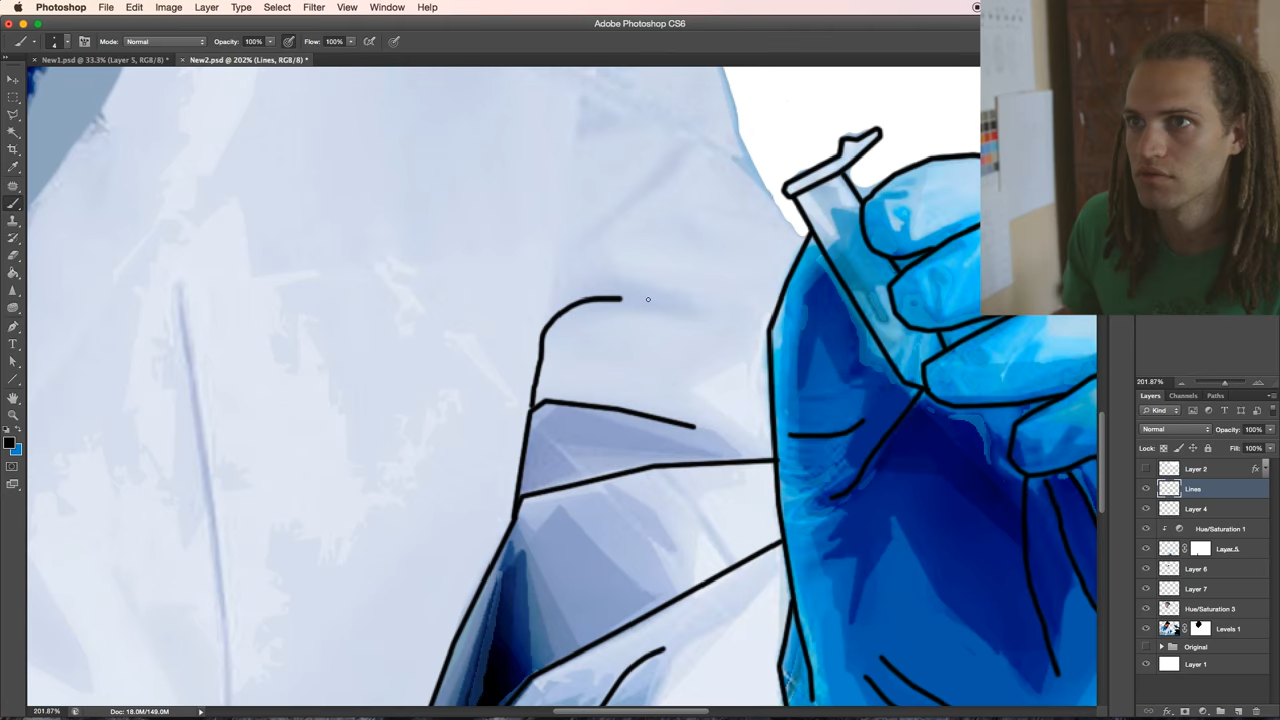 Photoshop File Edit Image Layer Type Select Filter View Window Help
Adobe Photoshop CS6
4 Mode: Normal Opacity: 100% Flow: 100%
× New1.psd @ 33.3% (Layer 5, RGB/8) * × New2.psd @ 202% (Lines, RGB/8) *
201.87%
Layers Channels Paths
Kind
Normal Opacity: 100%
Lock: Fill: 100%
Layer 2 fx
Lines
Layer 4
Hue/Saturation 1
Layer 5
Layer 6
Layer 7
Hue/Saturation 3
Levels 1
Original
Layer 1
201.87% Doc: 18.0M/149.0M